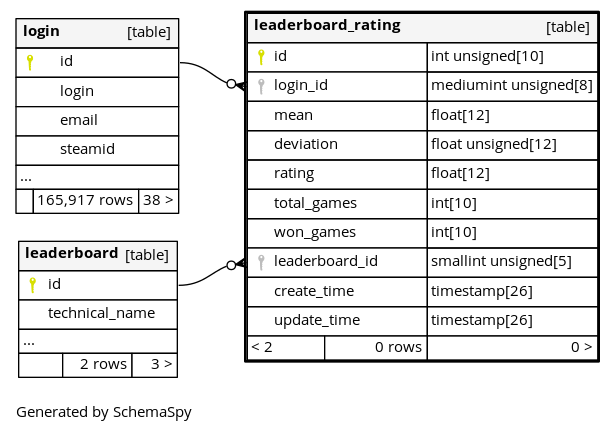 login [table]
id
login
email
steamid
...
165,917 rows 38 >
leaderboard [table]
id
technical_name
...
2 rows 3 >
leaderboard_rating [table]
id int unsigned[10]
login_id mediumint unsigned[8]
mean float[12]
deviation float unsigned[12]
rating float[12]
total_games int[10]
won_games int[10]
leaderboard_id smallint unsigned[5]
create_time timestamp[26]
update_time timestamp[26]
< 2 0 rows 0 >
Generated by SchemaSpy